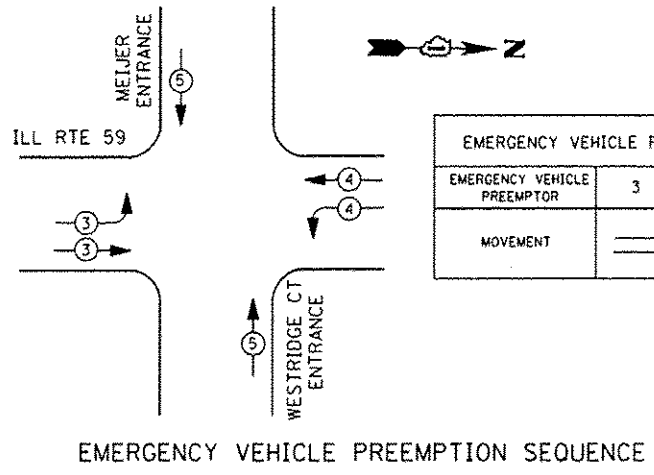 MEIJER
ENTRANCE
5
1
N
ILL RTE 59
EMERGENCY VEHICLE P
EMERGENCY VEHICLE
PREEMPTOR
3
MOVEMENT
4
4
3
3
5
WESTRIDGE CT
ENTRANCE
EMERGENCY VEHICLE PREEMPTION SEQUENCE